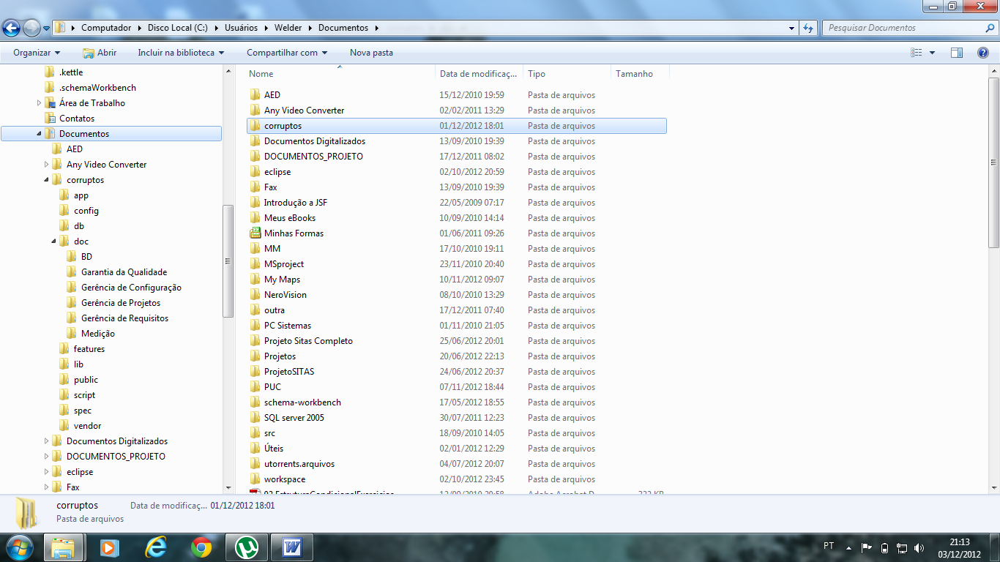 Computador Disco Local (C:) Usuários Welder Documentos
Pesquisar Documentos
Organizar Abrir Incluir na biblioteca Compartilhar com Nova pasta
.kettle
.schemaWorkbench
Área de Trabalho
Contatos
Documentos
AED
Any Video Converter
corruptos
app
config
db
doc
BD
Garantia da Qualidade
Gerência de Configuração
Gerência de Projetos
Gerência de Requisitos
Medição
features
lib
public
script
spec
vendor
Documentos Digitalizados
DOCUMENTOS_PROJETO
eclipse
Fax
Nome Data de modificaç... Tipo Tamanho
AED 15/12/2010 19:59 Pasta de arquivos
Any Video Converter 02/02/2011 13:29 Pasta de arquivos
corruptos 01/12/2012 18:01 Pasta de arquivos
Documentos Digitalizados 13/09/2010 19:39 Pasta de arquivos
DOCUMENTOS_PROJETO 17/12/2011 08:02 Pasta de arquivos
eclipse 02/10/2012 20:59 Pasta de arquivos
Fax 13/09/2010 19:39 Pasta de arquivos
Introdução a JSF 22/05/2009 07:17 Pasta de arquivos
Meus eBooks 10/09/2010 14:14 Pasta de arquivos
Minhas Formas 01/06/2011 09:26 Pasta de arquivos
MM 17/10/2010 19:11 Pasta de arquivos
MSproject 23/11/2010 20:40 Pasta de arquivos
My Maps 10/11/2012 09:07 Pasta de arquivos
NeroVision 08/10/2010 13:29 Pasta de arquivos
outra 17/12/2011 07:40 Pasta de arquivos
PC Sistemas 01/11/2010 21:05 Pasta de arquivos
Projeto Sitas Completo 25/06/2012 20:01 Pasta de arquivos
Projetos 20/06/2012 22:13 Pasta de arquivos
ProjetoSITAS 24/06/2012 20:37 Pasta de arquivos
PUC 07/11/2012 18:44 Pasta de arquivos
schema-workbench 17/05/2012 18:55 Pasta de arquivos
SQL server 2005 30/07/2011 12:23 Pasta de arquivos
src 18/09/2010 14:05 Pasta de arquivos
Úteis 02/01/2012 12:29 Pasta de arquivos
utorrents.arquivos 04/07/2012 20:07 Pasta de arquivos
workspace 02/10/2012 23:45 Pasta de arquivos
corruptos Data de modificaç... 01/12/2012 18:01
Pasta de arquivos
PT
21:13
03/12/2012